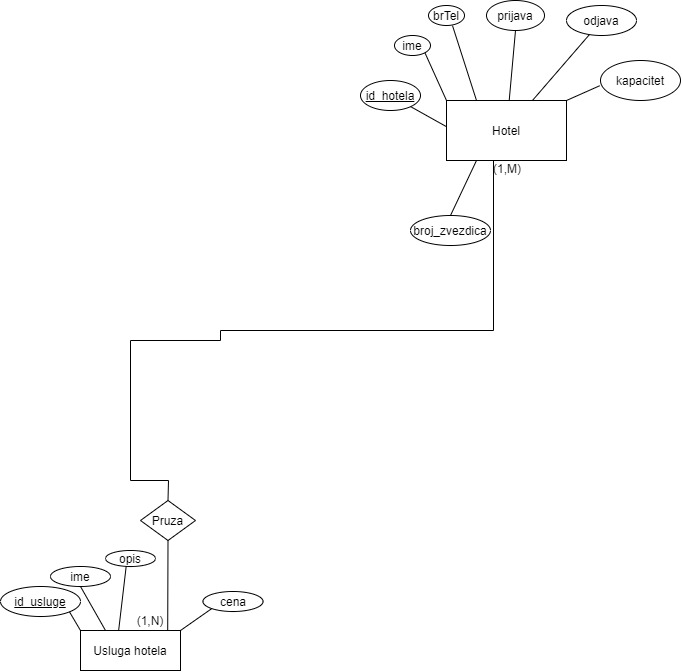 brTel
prijava
odjava
ime
kapacitet
id_hotela
Hotel
(1,M)
broj_zvezdica
Pruza
opis
ime
id_usluge
cena
(1,N)
Usluga hotela